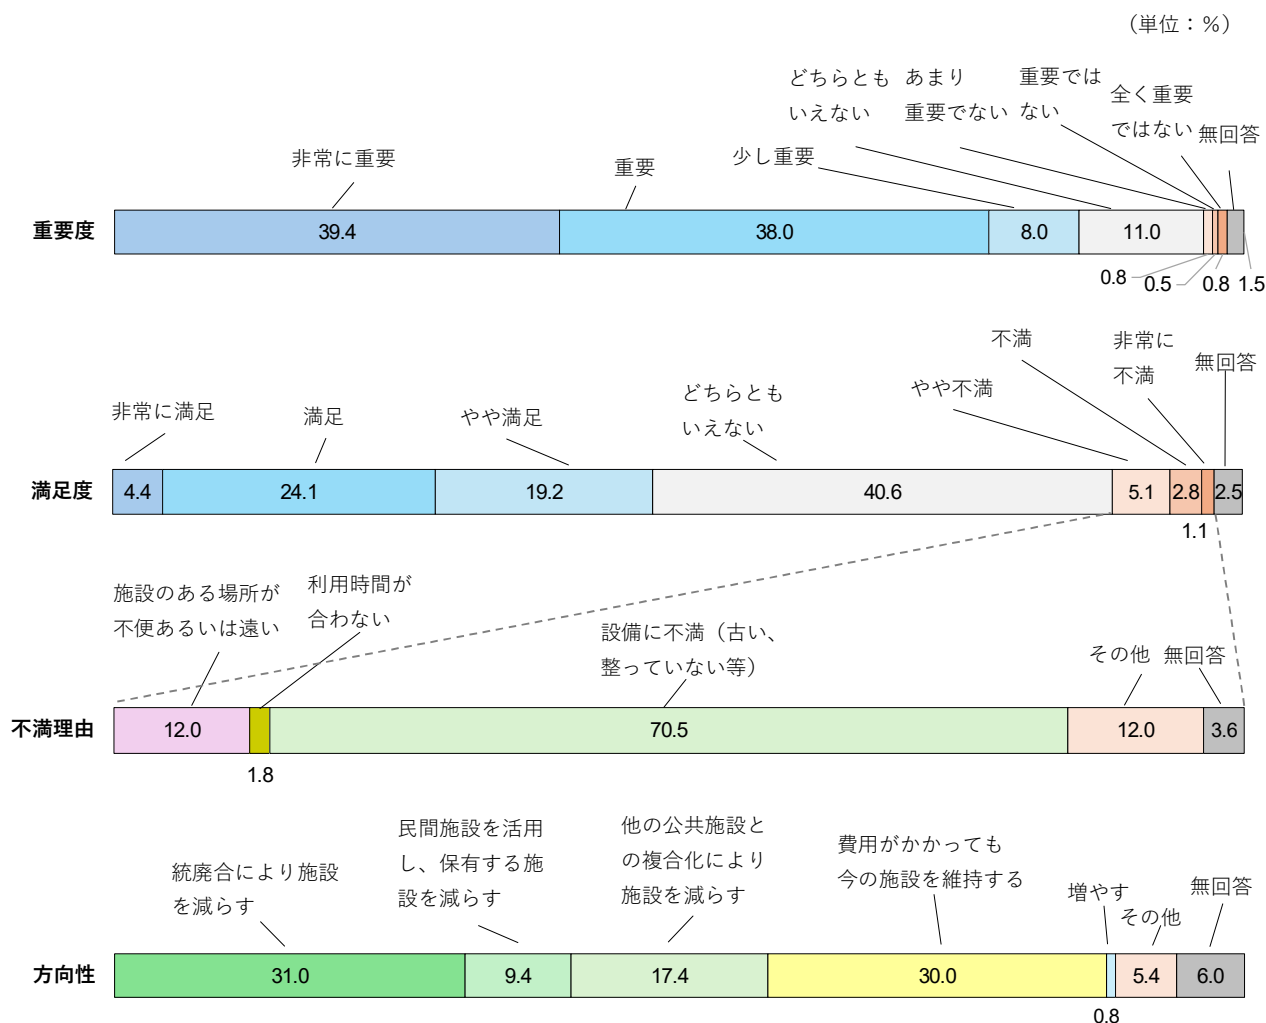 （単位：％）
どちらとも
いえない
あまり
重要でない
重要では
ない
全く重要
ではない
無回答
非常に重要
重要
少し重要
重要度
39.4
38.0
8.0
11.0
0.8
0.5
0.8
1.5
非常に満足
満足
やや満足
どちらとも
いえない
やや不満
不満
非常に
不満
無回答
満足度
4.4
24.1
19.2
40.6
5.1
2.8
1.1
2.5
施設のある場所が
不便あるいは遠い
利用時間が
合わない
設備に不満（古い、
整っていない等）
その他
無回答
不満理由
12.0
1.8
70.5
12.0
3.6
統廃合により施設
を減らす
民間施設を活用
し、保有する施
設を減らす
他の公共施設と
の複合化により
施設を減らす
費用がかかっても
今の施設を維持する
増やす
その他
無回答
方向性
31.0
9.4
17.4
30.0
0.8
5.4
6.0